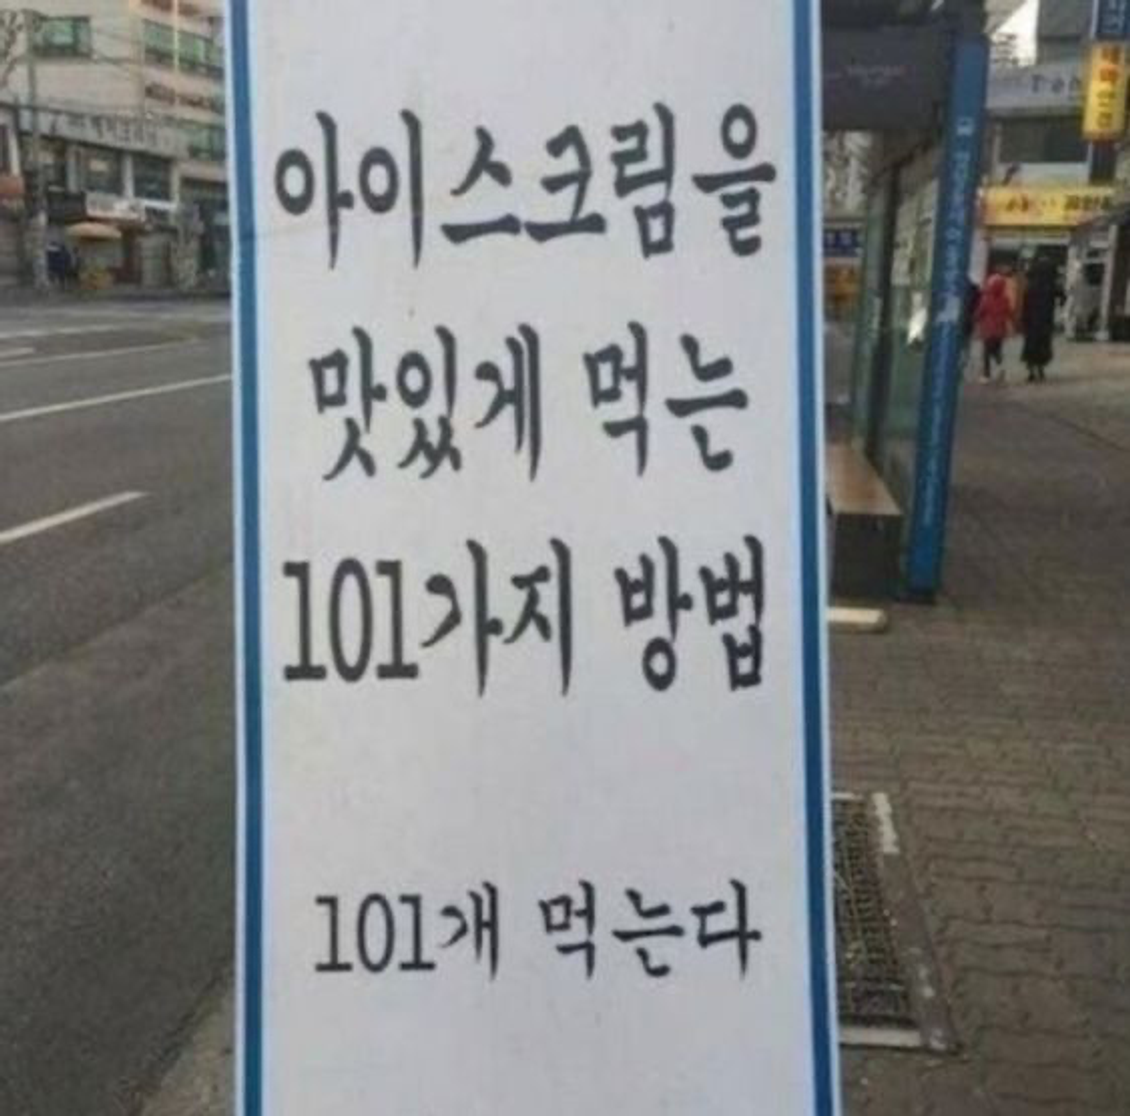 아이스크림을
맛있게 먹는
101가지 방법
101개 먹는다